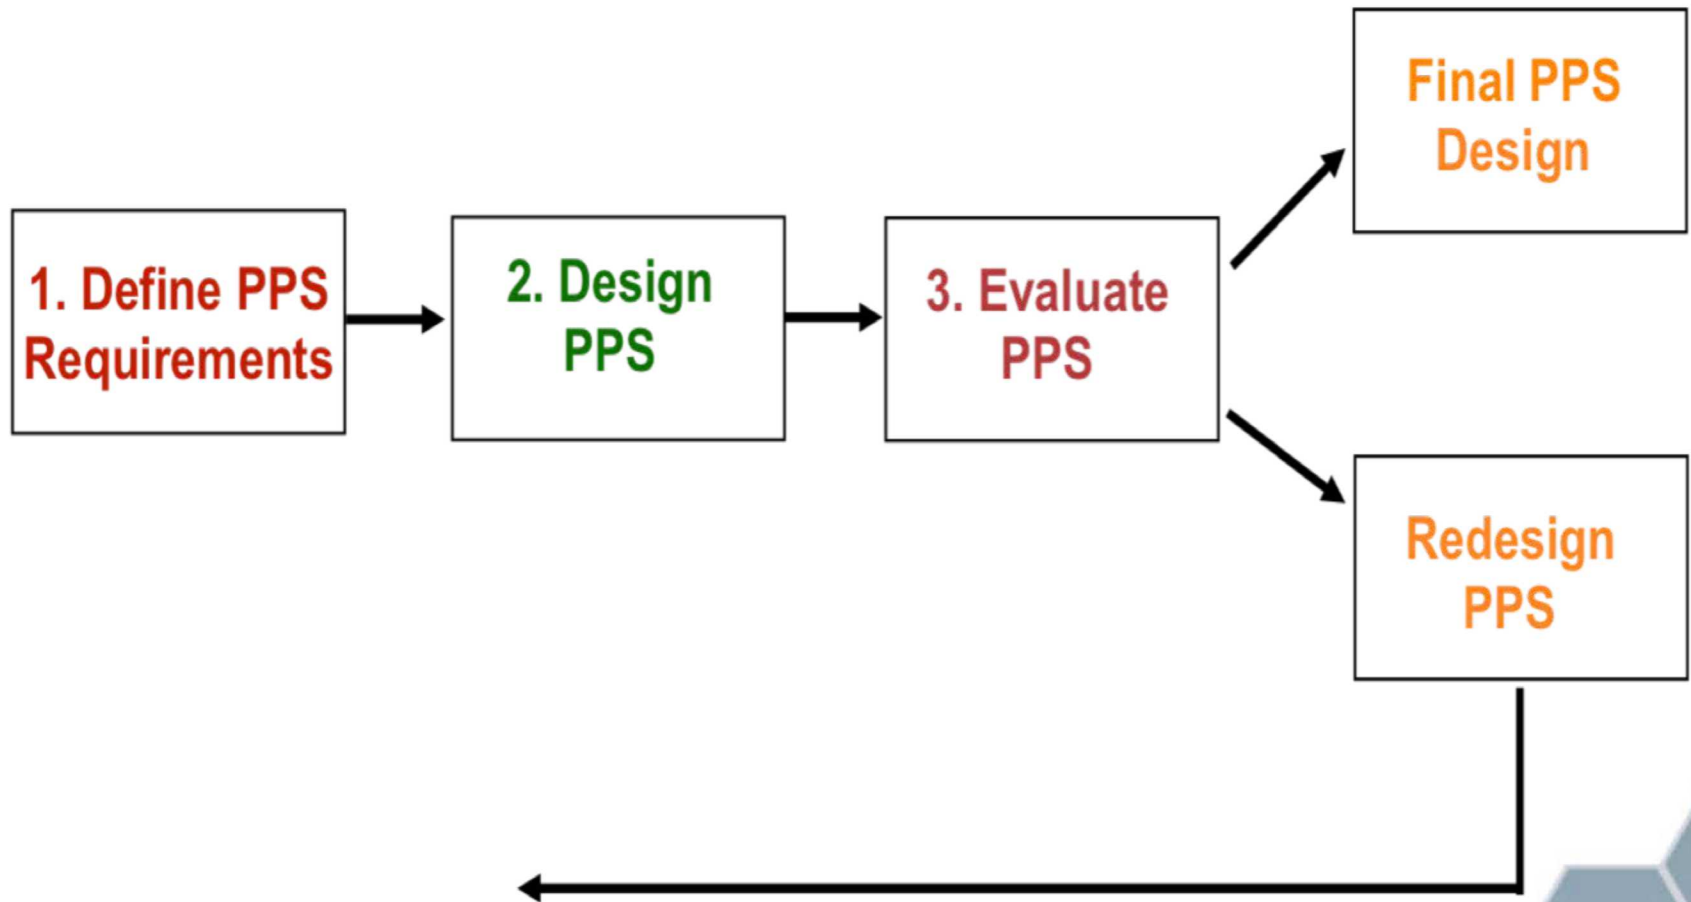 1. Define PPS
Requirements
2. Design
PPS
3. Evaluate
PPS
Final PPS
Design
Redesign
PPS